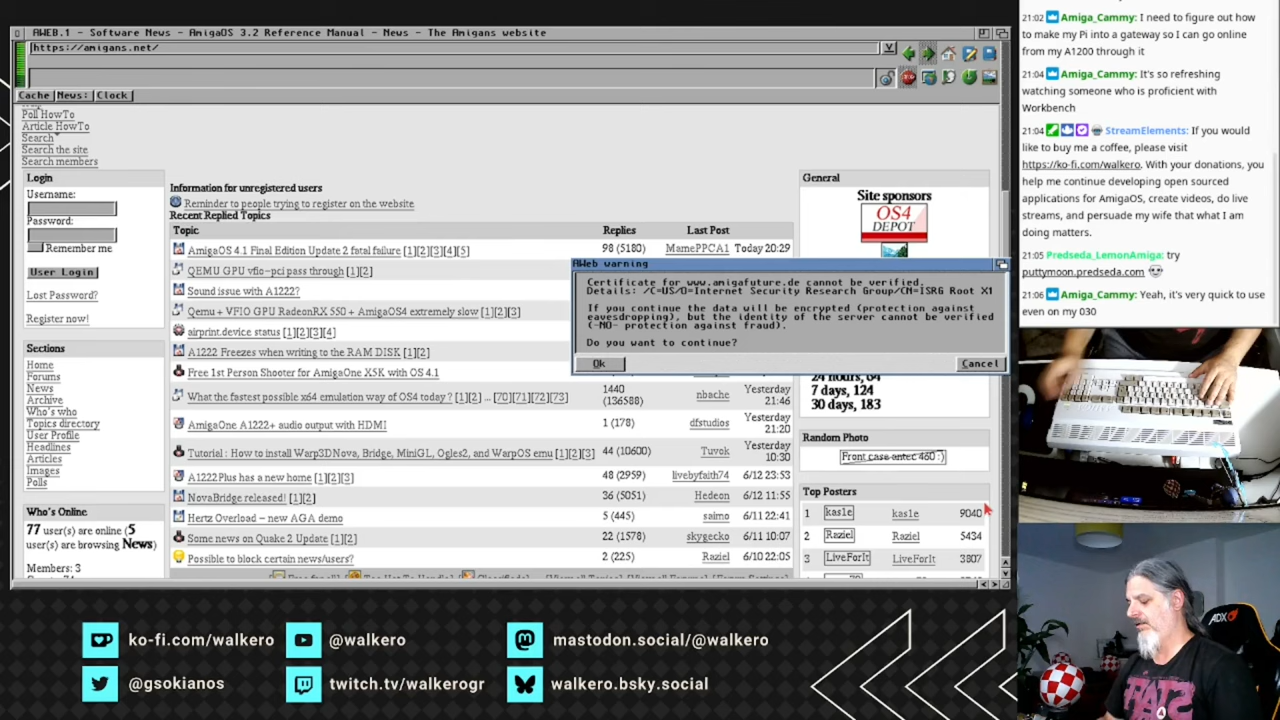 AWEB.1 - Software News - AmigaOS 3.2 Reference Manual - News - The Amigans website
https://amigans.net/
Cache News: Clock
Poll HowTo
Article HowTo
Search
Search the site
Search members
Login
Username:
Password:
Remember me
User Login
Lost Password?
Register now!
Sections
Home
Forums
News
Archive
Who's who
Topics directory
User Profile
Headlines
Articles
Images
Polls
Who's Online
77 user(s) are online (5
user(s) are browsing News)
Members: 3
Information for unregistered users
Reminder to people trying to register on the website
Recent Replied Topics
Topic Replies Last Post
AmigaOS 4.1 Final Edition Update 2 fatal failure [1][2][3][4][5] 98 (5180) MamePPCA1 Today 20:29
QEMU GPU vfio-pci pass through [1][2]
Sound issue with A1222?
Qemu + VFIO GPU RadeonRX 550 + AmigaOS4 extremely slow [1][2][3]
airprint.device status [1][2][3][4]
A1222 Freezes when writing to the RAM DISK [1][2]
Free 1st Person Shooter for AmigaOne X5K with OS 4.1
What the fastest possible x64 emulation way of OS4 today ? [1][2] ... [70][71][72][73] 1440 (136588) nbache Yesterday 21:46
AmigaOne A1222+ audio output with HDMI 1 (178) dfstudios Yesterday 21:20
Tutorial : How to install Warp3DNova, Bridge, MiniGL, Ogles2, and WarpOS emu [1][2][3] 44 (10600) Tuvok Yesterday 10:30
A1222 Plus has a new home [1][2][3] 48 (2959) livebyfaith74 6/12 23:53
NovaBridge released! [1][2] 36 (5051) Hedeon 6/12 11:55
Hertz Overload - new AGA demo 5 (445) saimo 6/11 22:41
Some news on Quake 2 Update [1][2] 22 (1578) skygecko 6/11 10:07
Possible to block certain news/users? 2 (225) Raziel 6/10 22:05
General
Site sponsors
OS4
DEPOT
AWeb warning
Certificate for www.amigafuture.de cannot be verified.
Details: /C=US/O=Internet Security Research Group/CN=ISRG Root X1
If you continue the data will be encrypted (protection against
eavesdropping), but the identity of the server cannot be verified
(-NO- protection against fraud).
Do you want to continue?
Ok Cancel
7 days, 124
30 days, 183
Random Photo
Front case antec 460 :)
Top Posters
1 kas1e kas1e 9040
2 Raziel Raziel 5434
3 LiveForIt LiveForIt 3807
21:02 Amiga_Cammy: I need to figure out how
to make my Pi into a gateway so I can go online
from my A1200 through it
21:04 Amiga_Cammy: It's so refreshing
watching someone who is proficient with
Workbench
21:04 StreamElements: If you would
like to buy me a coffee, please visit
https://ko-fi.com/walkero. With your donations, you
help me continue developing open sourced
applications for AmigaOS, create videos, do live
streams, and persuade my wife that what I am
doing matters.
21:05 Predseda_LemonAmiga: try
puttymoon.predseda.com
21:06 Amiga_Cammy: Yeah, it's very quick to use
even on my 030
ADX
ko-fi.com/walkero
@walkero
mastodon.social/@walkero
@gsokianos
twitch.tv/walkerogr
walkero.bsky.social